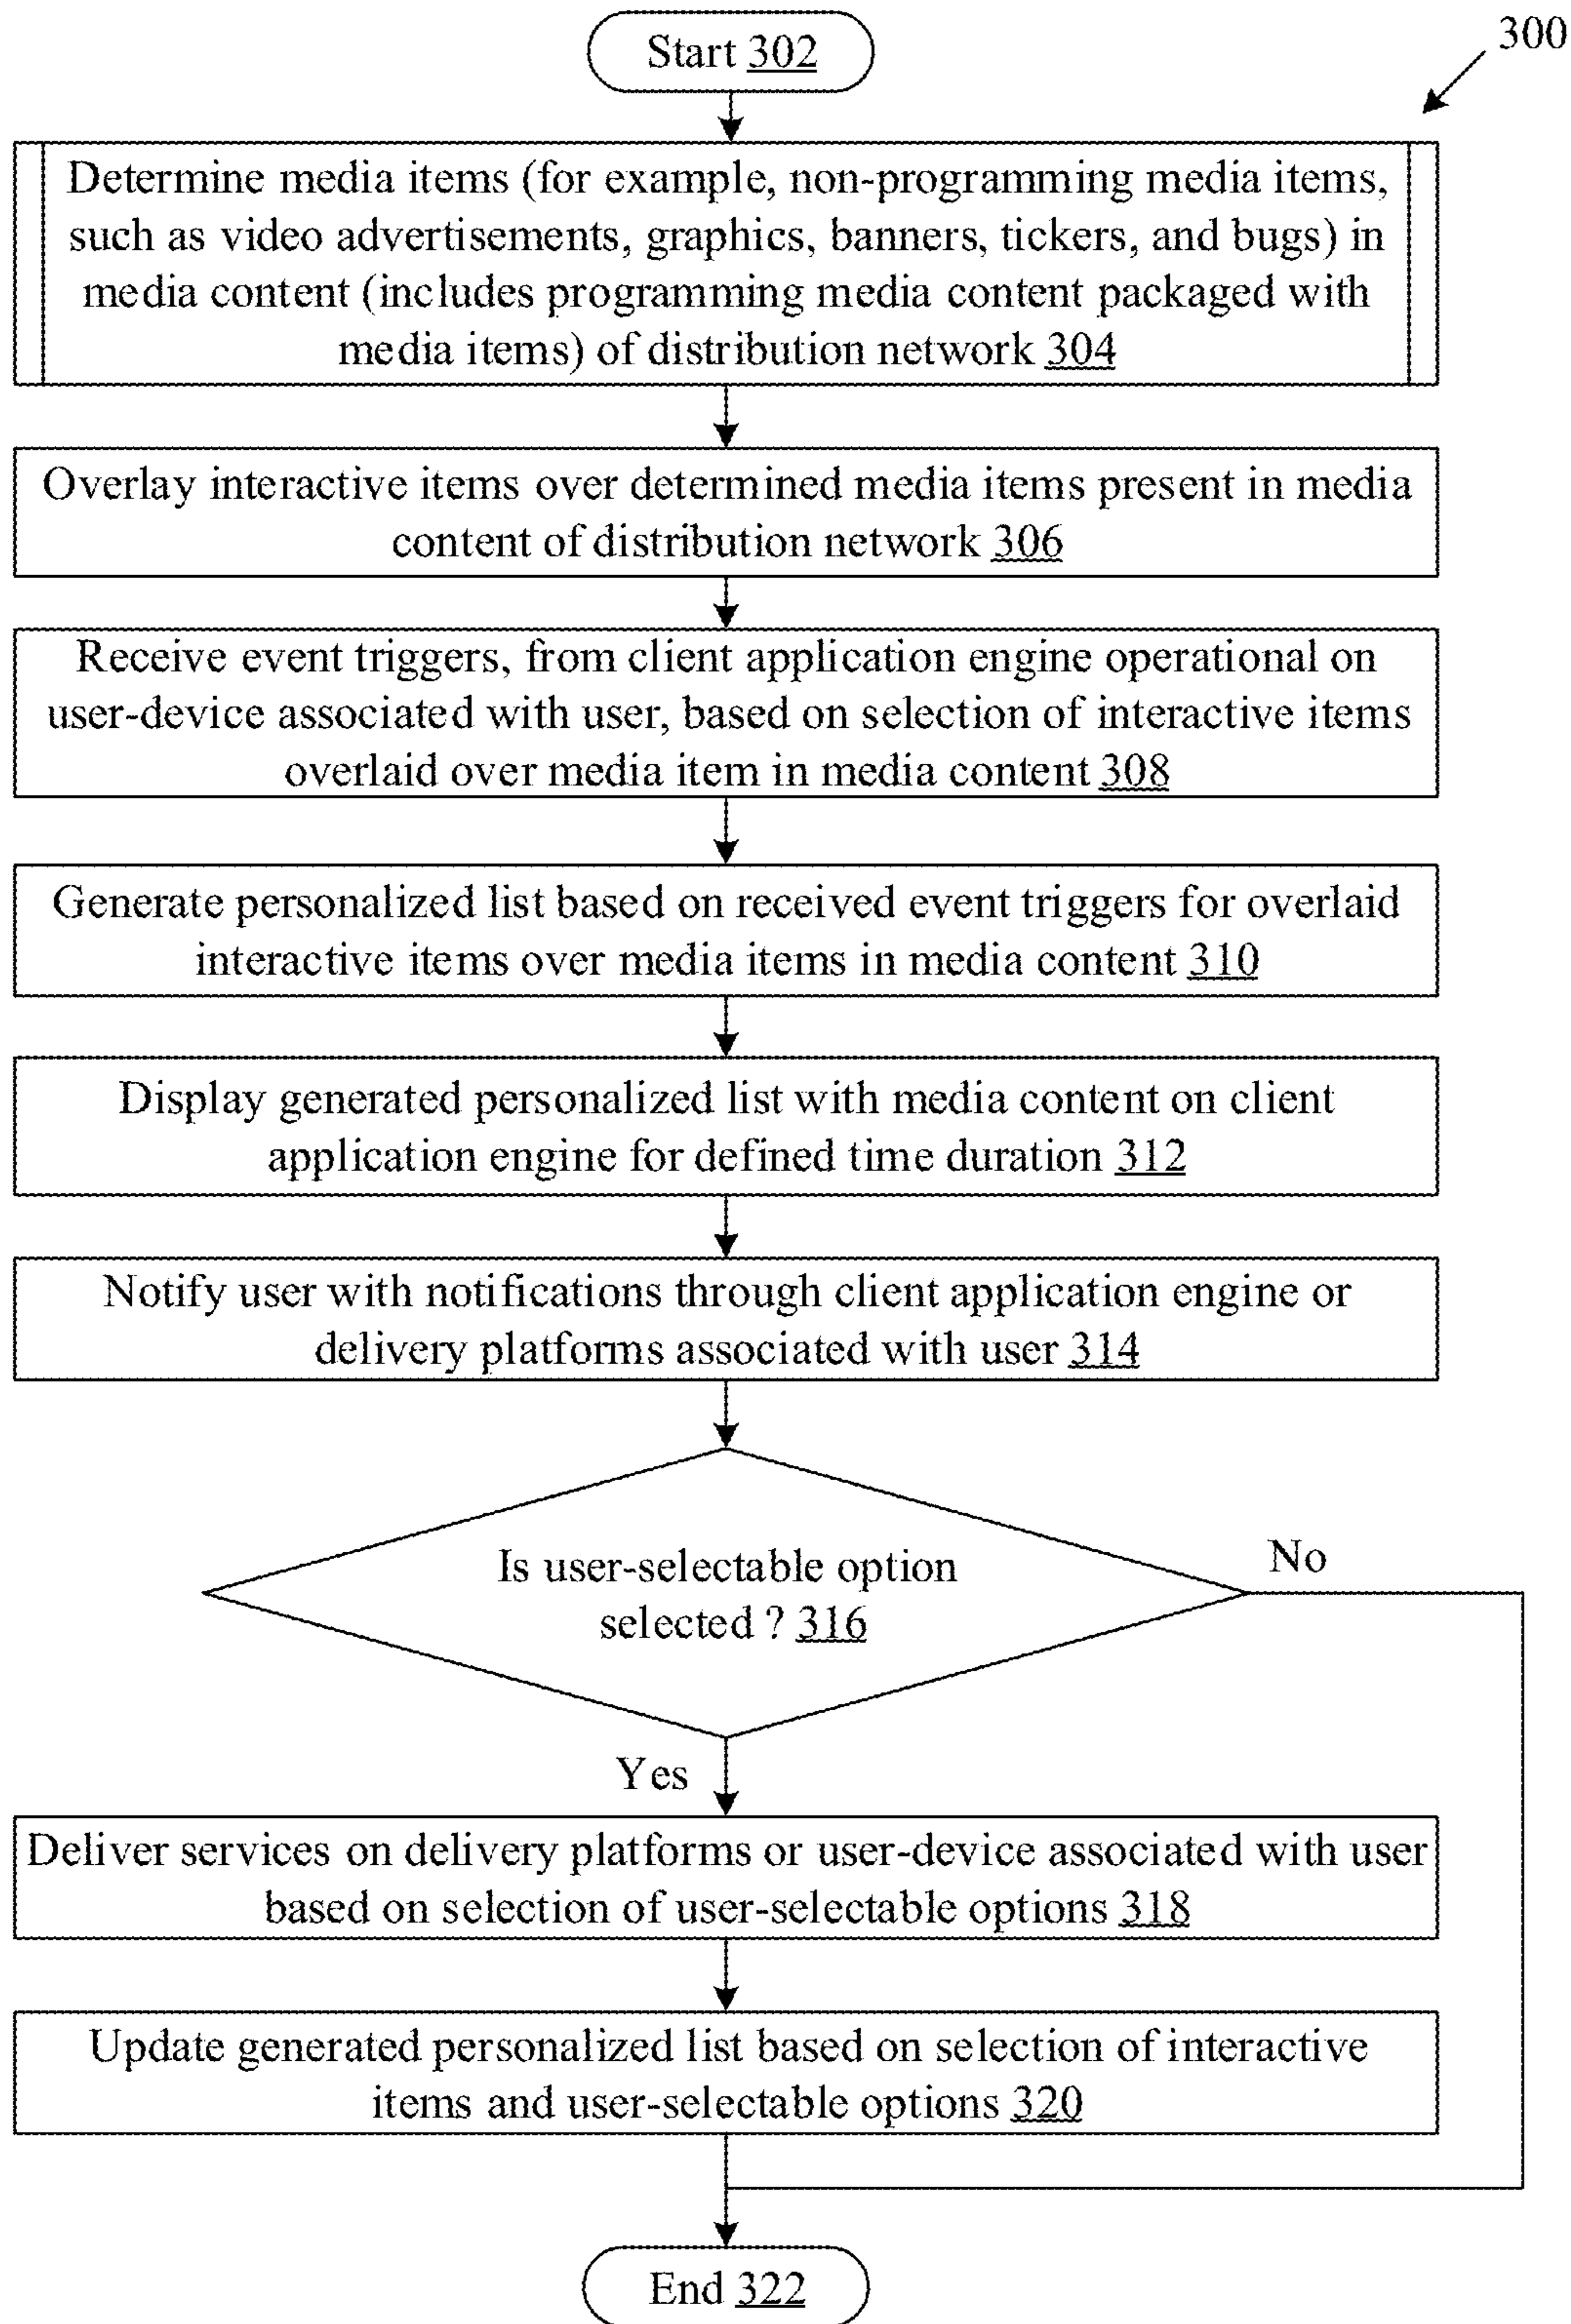 Start 302
300
Determine media items (for example, non-programming media items,
such as video advertisements, graphics, banners, tickers, and bugs) in
media content (includes programming media content packaged with
media items) of distribution network 304
Overlay interactive items over determined media items present in media
content of distribution network 306
Receive event triggers, from client application engine operational on
user-device associated with user, based on selection of interactive items
overlaid over media item in media content 308
Generate personalized list based on received event triggers for overlaid
interactive items over media items in media content 310
Display generated personalized list with media content on client
application engine for defined time duration 312
Notify user with notifications through client application engine or
delivery platforms associated with user 314
Is user-selectable option
selected ? 316
No
Yes
Deliver services on delivery platforms or user-device associated with user
based on selection of user-selectable options 318
Update generated personalized list based on selection of interactive
items and user-selectable options 320
End 322